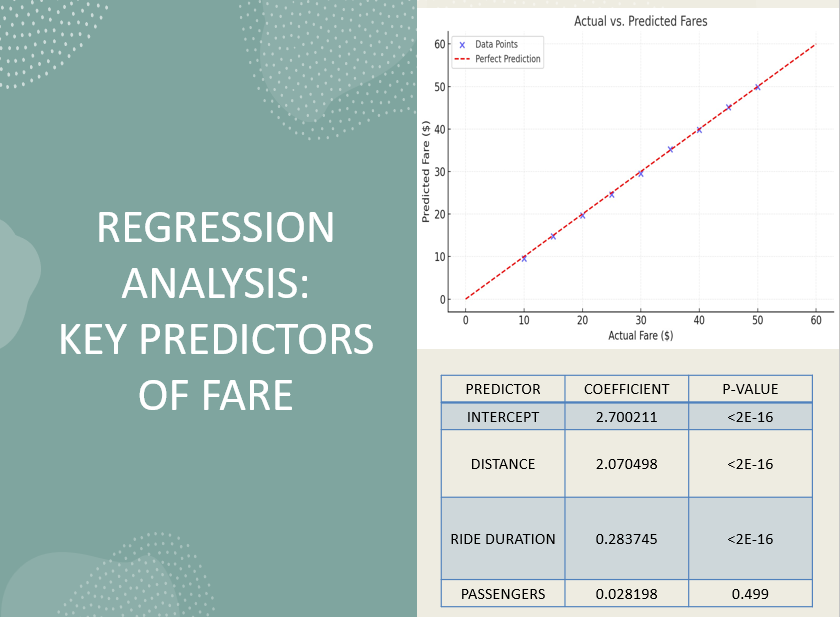 REGRESSION
ANALYSIS:
KEY PREDICTORS
OF FARE
Actual vs. Predicted Fares
Data Points
Perfect Prediction
Predicted Fare ($)
60
50
40
30
20
10
0
0 10 20 30 40 50 60
Actual Fare ($)
PREDICTOR COEFFICIENT P-VALUE
INTERCEPT 2.700211 <2E-16
DISTANCE 2.070498 <2E-16
RIDE DURATION 0.283745 <2E-16
PASSENGERS 0.028198 0.499